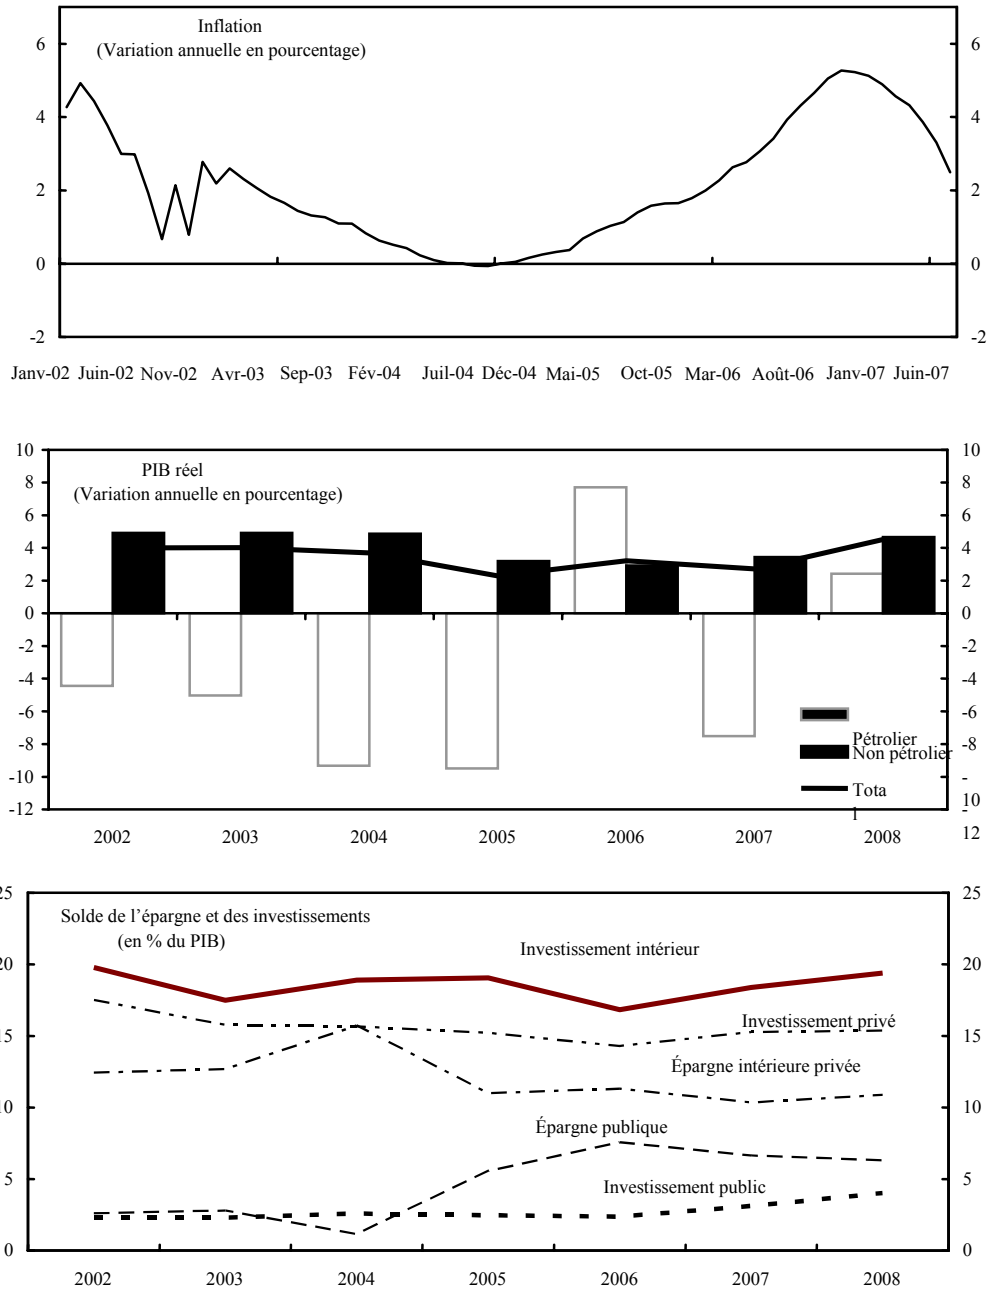 Inflation
(Variation annuelle en pourcentage)
6 6
4 4
2 2
0 0
-2 -2
Janv-02 Juin-02 Nov-02 Avr-03 Sep-03 Fév-04 Juil-04 Déc-04 Mai-05 Oct-05 Mar-06 Août-06 Janv-07 Juin-07
PIB réel
(Variation annuelle en pourcentage)
10 10
8 8
6 6
4 4
2 2
0 0
-2 -2
-4 -4
-6 -6
Pétrolier
-8 -8
Non pétrolier
-10 -
10
Tota
l
-12 -
12
2002 2003 2004 2005 2006 2007 2008
Solde de l’épargne et des investissements
(en % du PIB)
25 25
Investissement intérieur
20 20
Investissement privé
15 15
Épargne intérieure privée
10 10
Épargne publique
5 5
Investissement public
0 0
2002 2003 2004 2005 2006 2007 2008